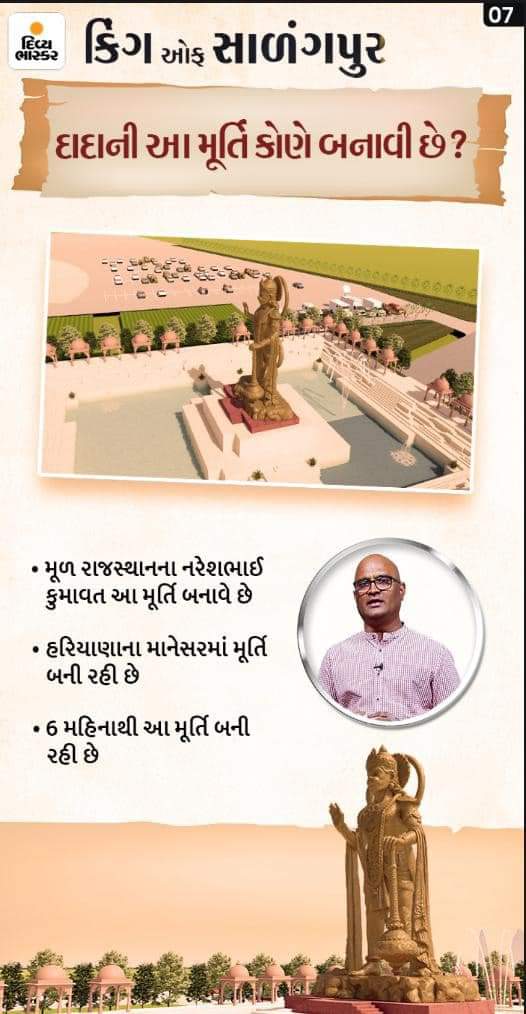 07
દિવ્ય
ભાસ્કર
કિંગ ઓફ સાળંગપુર
દાદાની આ મૂર્તિ કોણે બનાવી છે?
• મૂળ રાજસ્થાનના નરેશભાઈ
કુમાવત આ મૂર્તિ બનાવે છે
• હરિયાણાના માનેસરમાં મૂર્તિ
બની રહી છે
• 6 મહિનાથી આ મૂર્તિ બની
રહી છે